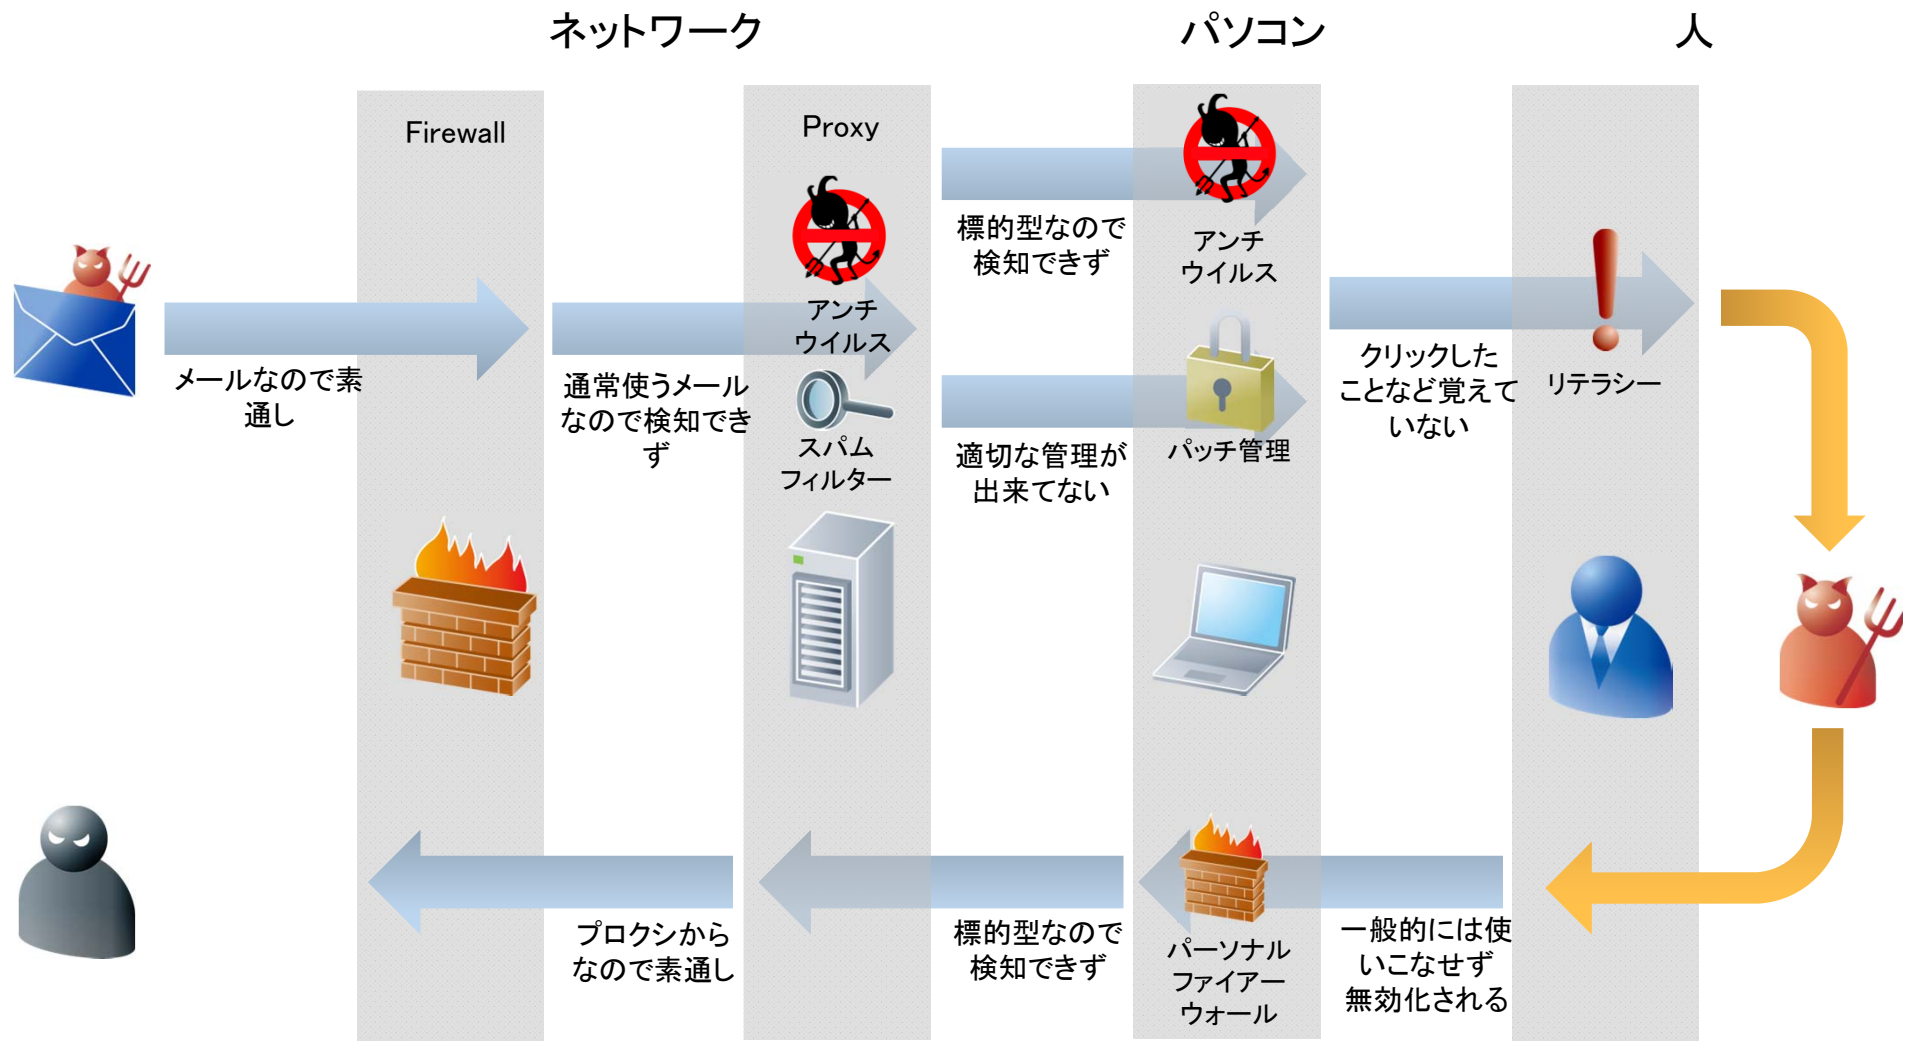 ネットワーク
パソコン
人
Firewall
Proxy
アンチ
ウイルス
スパム
フィルター
アンチ
ウイルス
パッチ管理
リテラシー
メールなので素
通し
通常使うメール
なので検知でき
ず
標的型なので
検知できず
適切な管理が
出来てない
クリックした
ことなど覚えて
いない
プロクシから
なので素通し
標的型なので
検知できず
パーソナル
ファイアー
ウォール
一般的には使
いこなせず
無効化される